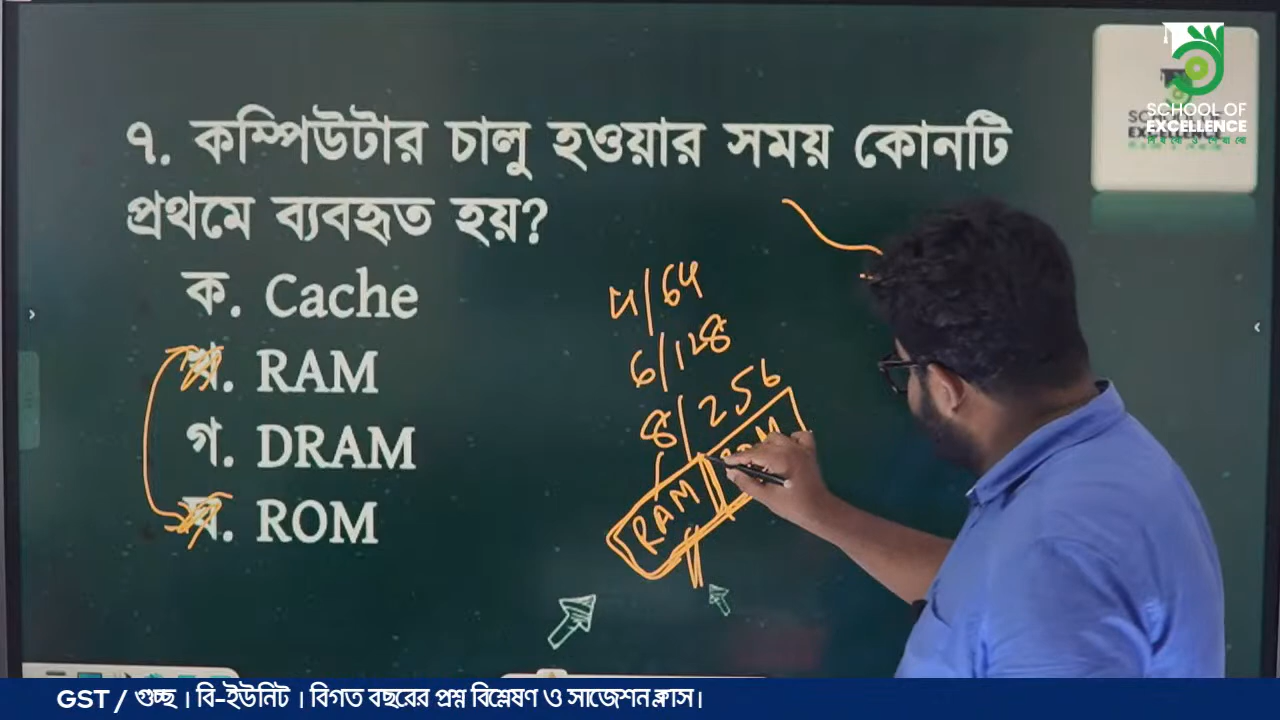 ৭. কম্পিউটার চালু হওয়ার সময় কোনটি
প্রথমে ব্যবহৃত হয়?
ক. Cache
খ. RAM
গ. DRAM
ঘ. ROM
4/64
6/128
8/256
RAM
SCHOOL OF
EXCELLENCE
GST / গুচ্ছ । বি-ইউনিট । বিগত বছরের প্রশ্ন বিশ্লেষণ ও সাজেশন ক্লাস।